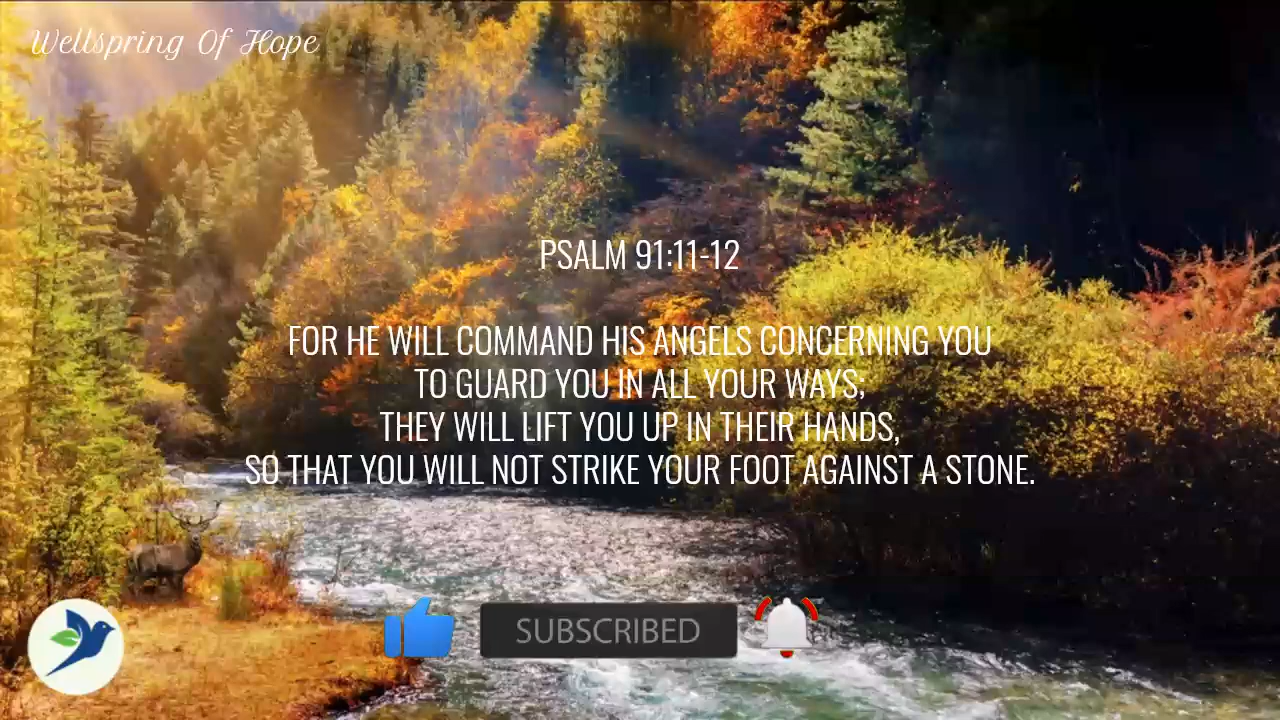 Wellspring Of Hope
PSALM 91:11-12
FOR HE WILL COMMAND HIS ANGELS CONCERNING YOU
TO GUARD YOU IN ALL YOUR WAYS;
THEY WILL LIFT YOU UP IN THEIR HANDS,
SO THAT YOU WILL NOT STRIKE YOUR FOOT AGAINST A STONE.
SUBSCRIBED